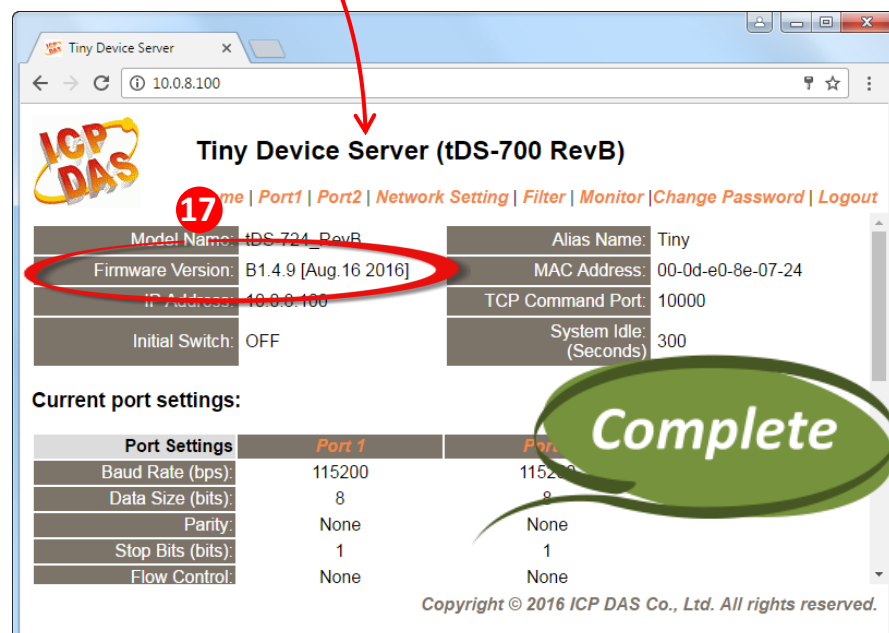 Tiny Device Server
10.0.8.100
ICP DAS
Tiny Device Server (tDS-700 RevB)
17
me | Port1 | Port2 | Network Setting | Filter | Monitor |Change Password | Logout
Model Name: tDS-724_RevB Alias Name: Tiny
Firmware Version: B1.4.9 [Aug.16 2016] MAC Address: 00-0d-e0-8e-07-24
IP Address: 10.0.8.100 TCP Command Port: 10000
Initial Switch: OFF System Idle: (Seconds) 300
Current port settings:
Complete
Port Settings Port 1
Baud Rate (bps): 115200 115200
Data Size (bits): 8 8
Parity: None None
Stop Bits (bits): 1 1
Flow Control: None None
Copyright © 2016 ICP DAS Co., Ltd. All rights reserved.